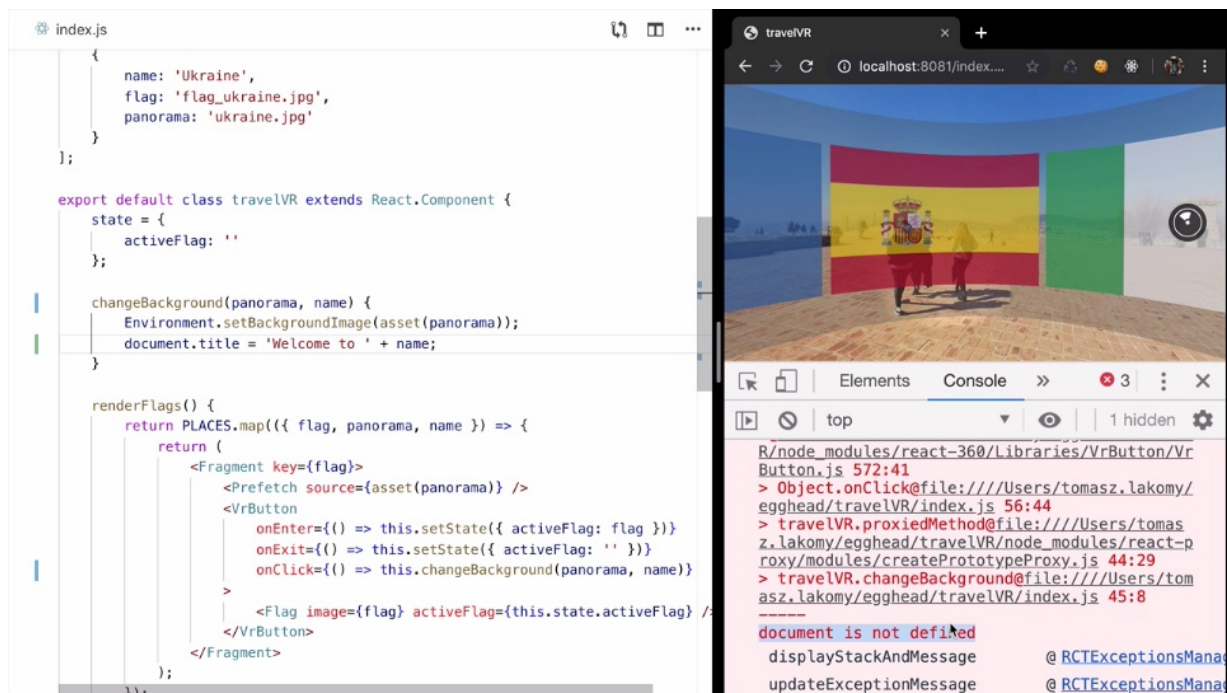 index.js
{
name: 'Ukraine',
flag: 'flag_ukraine.jpg',
panorama: 'ukraine.jpg'
}
];
export default class travelVR extends React.Component {
state = {
activeFlag: ''
};
changeBackground(panorama, name) {
Environment.setBackgroundImage(asset(panorama));
document.title = 'Welcome to ' + name;
}
renderFlags() {
return PLACES.map(({ flag, panorama, name }) => {
return (
<Fragment key={flag}>
<Prefetch source={asset(panorama)} />
<VrButton
onEnter={() => this.setState({ activeFlag: flag })}
onExit={() => this.setState({ activeFlag: '' })}
onClick={() => this.changeBackground(panorama, name)}
>
<Flag image={flag} activeFlag={this.state.activeFlag} />
</VrButton>
</Fragment>
);
travelVR
localhost:8081/index....
Elements Console » 3
top 1 hidden
R/node_modules/react-360/Libraries/VrButton/Vr
Button.js 572:41
> Object.onClick@file:////Users/tomasz.lakomy/
egghead/travelVR/index.js 56:44
> travelVR.proxiedMethod@file:////Users/tomas
z.lakomy/egghead/travelVR/node_modules/react-p
roxy/modules/createPrototypeProxy.js 44:29
> travelVR.changeBackground@file:////Users/tom
asz.lakomy/egghead/travelVR/index.js 45:8
-----
document is not defined
displayStackAndMessage @ RCTExceptionsMana
updateExceptionMessage @ RCTExceptionsMana